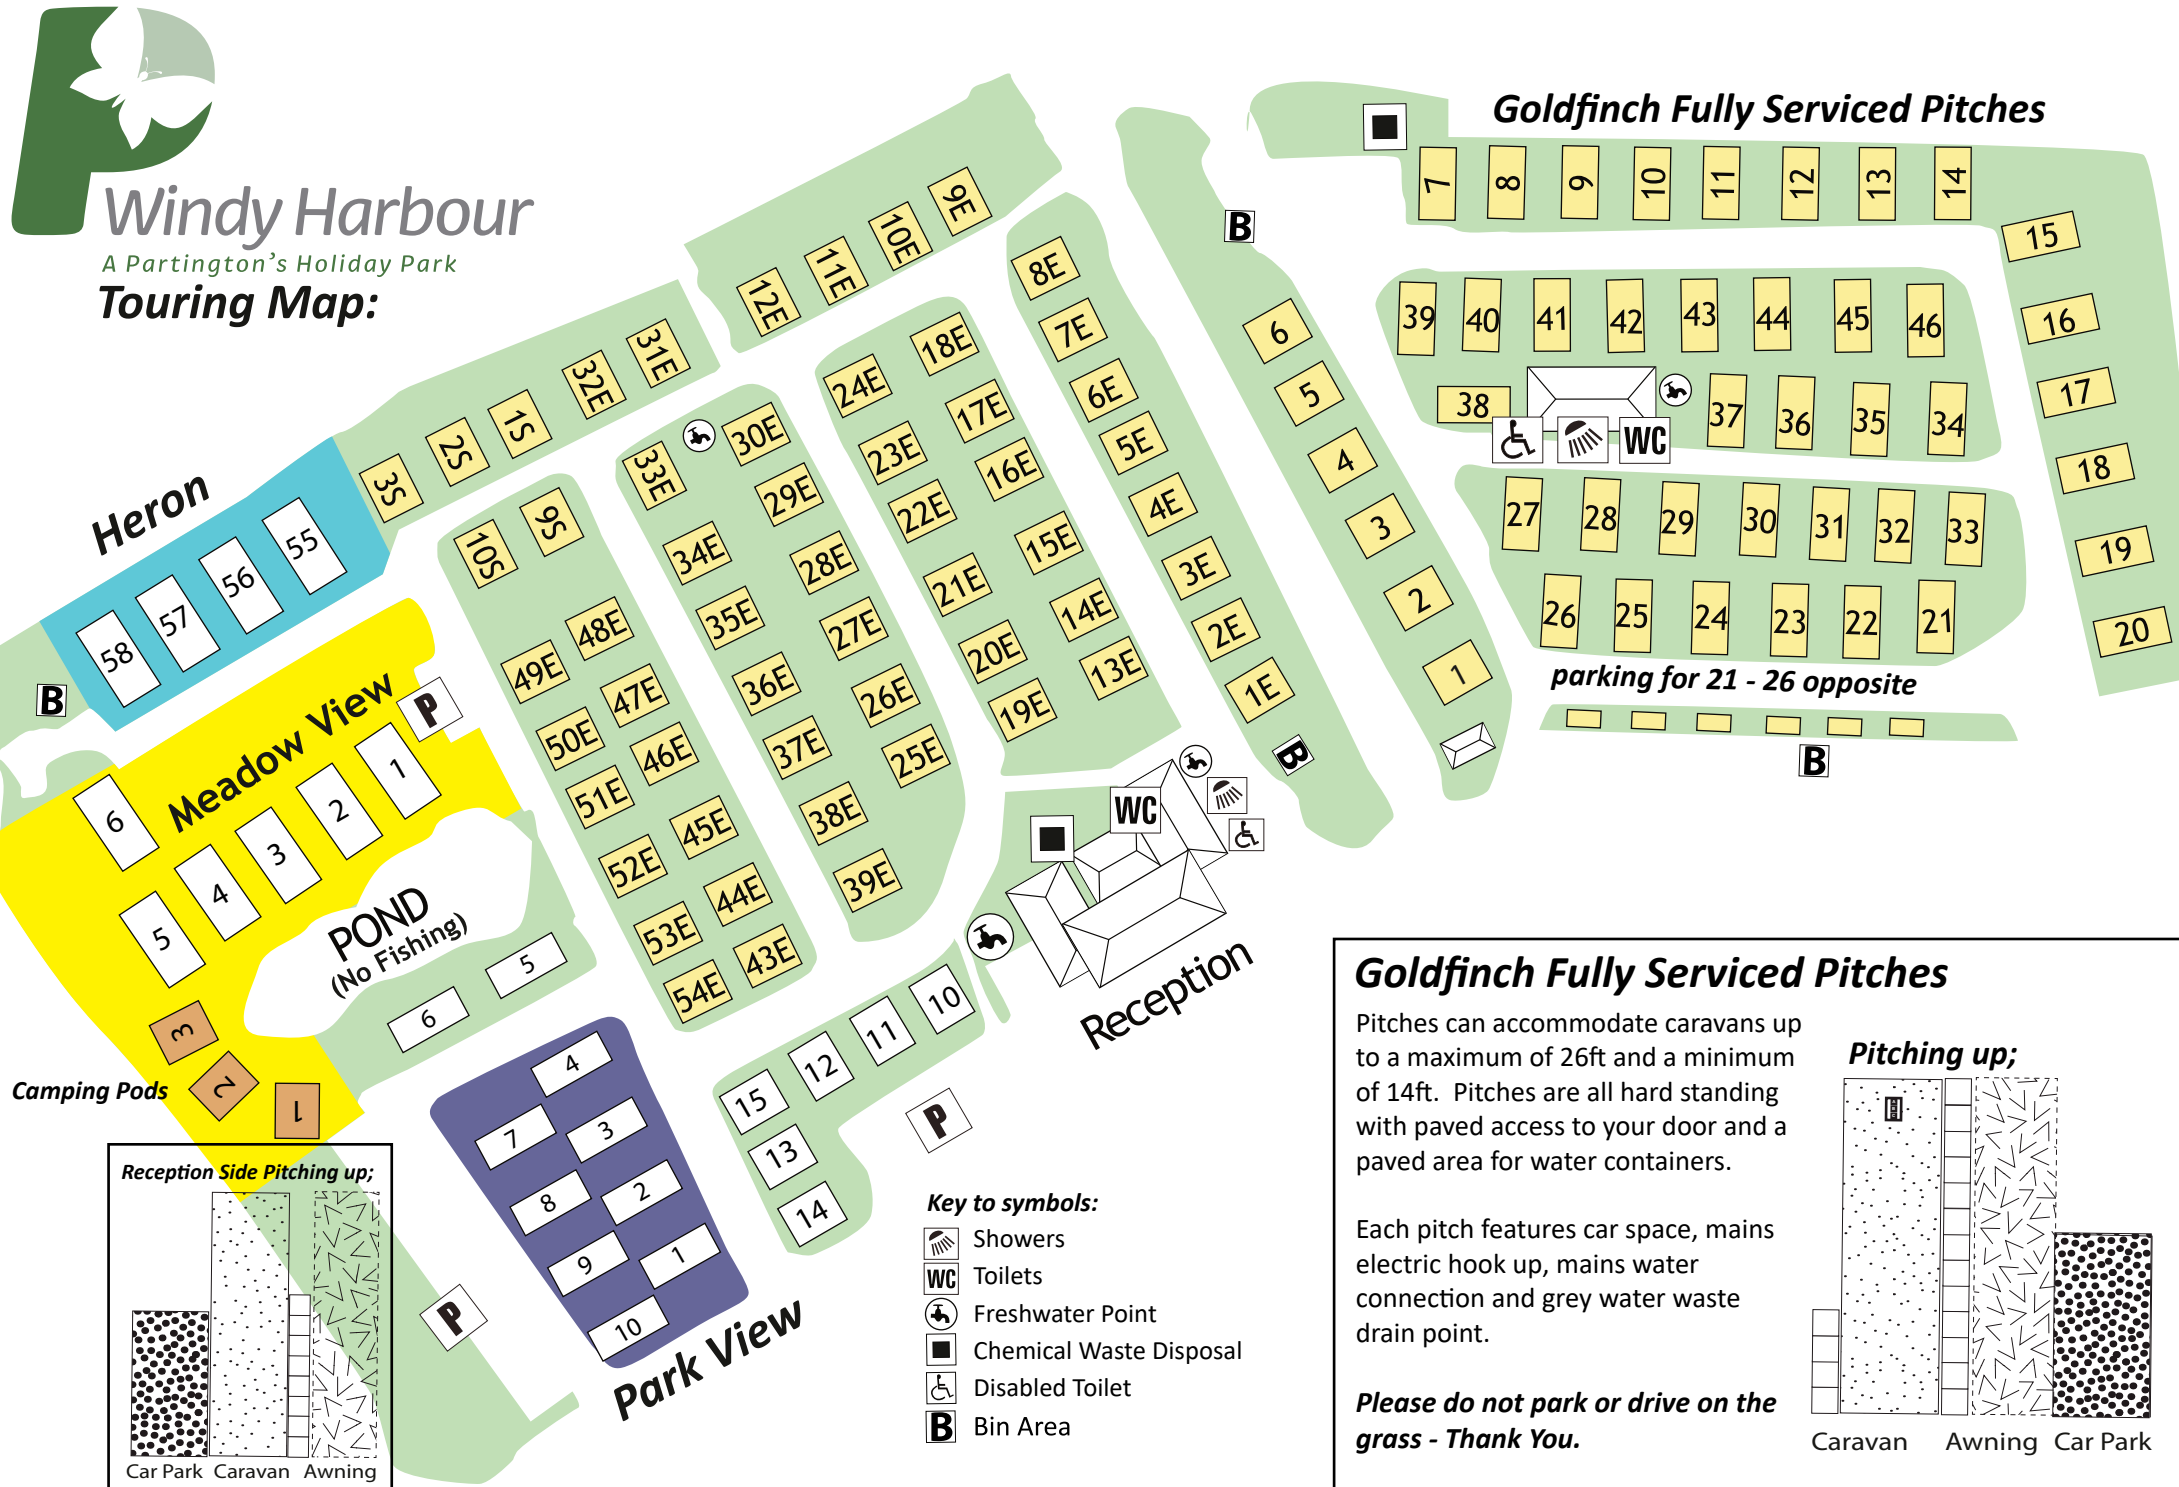 Windy Harbour
A Partington's Holiday Park
Touring Map:
Goldfinch Fully Serviced Pitches
7 8 9 10 11 12 13 14
15
16
17
18
19
20
39 40 41 42 43 44 45 46
38 37 36 35 34
WC
27 28 29 30 31 32 33
26 25 24 23 22 21
parking for 21 - 26 opposite
B
B
6
5
4
3
2
1
9E
10E
11E
12E
8E
7E
6E
5E
4E
3E
2E
1E
B
31E
32E
1S
2S
3S
18E
17E
16E
15E
14E
13E
24E
23E
22E
21E
20E
19E
30E
29E
28E
27E
26E
25E
33E
34E
35E
36E
37E
38E
39E
9S
10S
48E
47E
46E
45E
44E
43E
49E
50E
51E
52E
53E
54E
Heron
55
56
57
58
B
Meadow View
P
1
2
3
4
5
6
POND
(No Fishing)
5
6
Camping Pods
3
2
1
WC
Reception
10
11
12
15
13
14
P
4
3
2
1
7
8
9
10
Park View
P
Reception Side Pitching up;
Car Park Caravan Awning
Key to symbols:
Showers
WC Toilets
Freshwater Point
Chemical Waste Disposal
Disabled Toilet
B Bin Area
Goldfinch Fully Serviced Pitches
Pitches can accommodate caravans up
to a maximum of 26ft and a minimum
of 14ft. Pitches are all hard standing
with paved access to your door and a
paved area for water containers.
Each pitch features car space, mains
electric hook up, mains water
connection and grey water waste
drain point.
Please do not park or drive on the
grass - Thank You.
Pitching up;
Caravan Awning Car Park